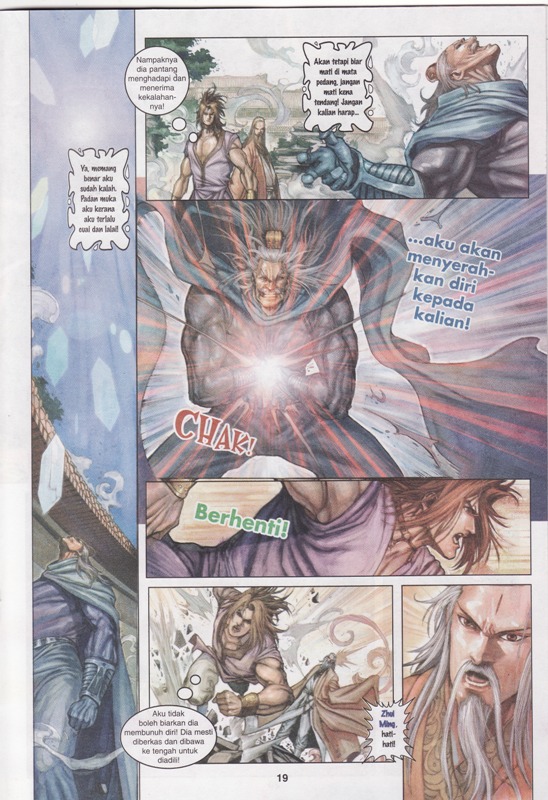 Nampaknya
dia pantang
menghadapi dan
menerima
kekalahan-
nya!
Akan tetapi biar
mati di mata
pedang, jangan
mati kena
tendang! Jangan
kalian harap...
Ya, memang
benar aku
sudah kalah.
Padan muka
aku kerana
aku terlalu
cuai dan lalai!
...aku akan
menyerah-
kan diri
kepada
kalian!
CHAK!
Berhenti!
Aku tidak
boleh biarkan dia
membunuh diri! Dia mesti
diberkas dan dibawa
ke tengah untuk
diadili!
Zhui
Ming,
hati-
hati!
19